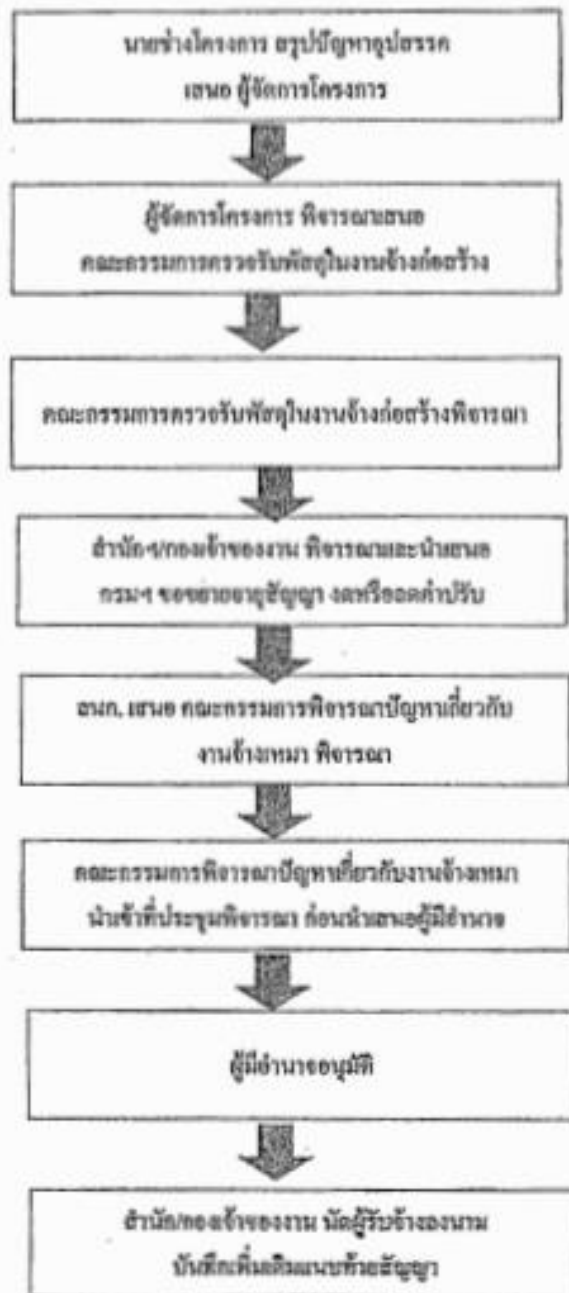 นายช่างโครงการ สรุปปัญหาอุปสรรค
เสนอ ผู้จัดการโครงการ
ผู้จัดการโครงการ พิจารณาเสนอ
คณะกรรมการตรวจรับพัสดุในงานจ้างก่อสร้าง
คณะกรรมการตรวจรับพัสดุในงานจ้างก่อสร้างพิจารณา
สำนักฯ/กองเจ้าของงาน พิจารณาและนำเสนอ
กรมฯ ขอขยายอายุสัญญา งดหรือลดค่าปรับ
สนก. เสนอ คณะกรรมการพิจารณาปัญหาเกี่ยวกับ
งานจ้างเหมา พิจารณา
คณะกรรมการพิจารณาปัญหาเกี่ยวกับงานจ้างเหมา
นำเข้าที่ประชุมพิจารณา ก่อนนำเสนอผู้มีอำนาจ
ผู้มีอำนาจอนุมัติ
สำนัก/กองเจ้าของงาน นัดผู้รับจ้างลงนาม
บันทึกเพิ่มเติมแนบท้ายสัญญา